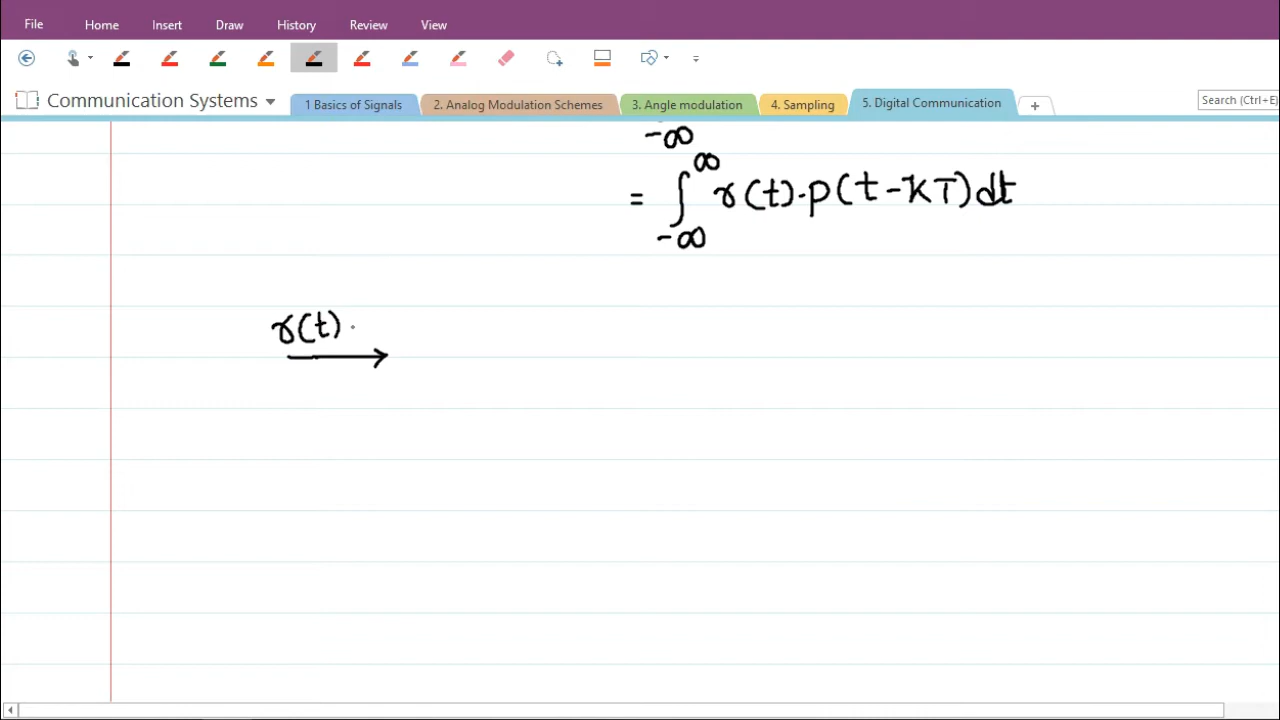 File Home Insert Draw History Review View
Communication Systems 1 Basics of Signals 2. Analog Modulation Schemes 3. Angle modulation 4. Sampling 5. Digital Communication + Search (Ctrl+E)
-∞
= ∫_{-∞}^{∞} r(t)·p(t-kT)dt
r(t)